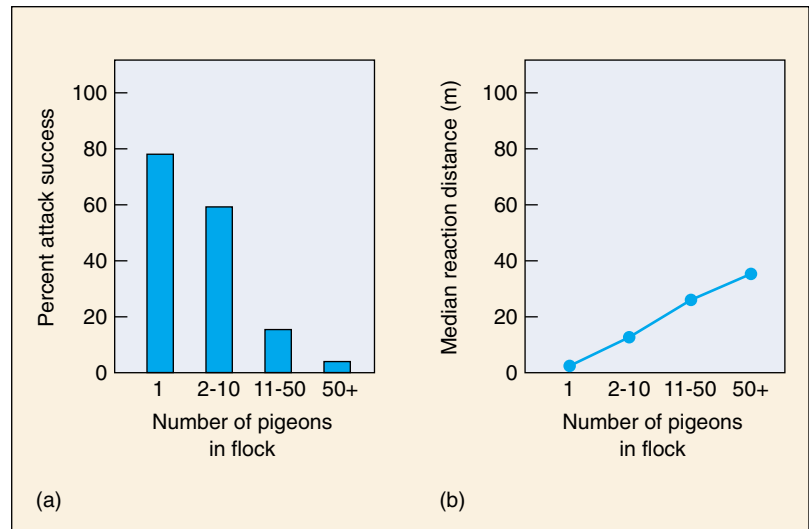 Percent attack success
100
80
60
40
20
0
1 2-10 11-50 50+
Number of pigeons
in flock
(a)
Median reaction distance (m)
100
80
60
40
20
0
1 2-10 11-50 50+
Number of pigeons
in flock
(b)